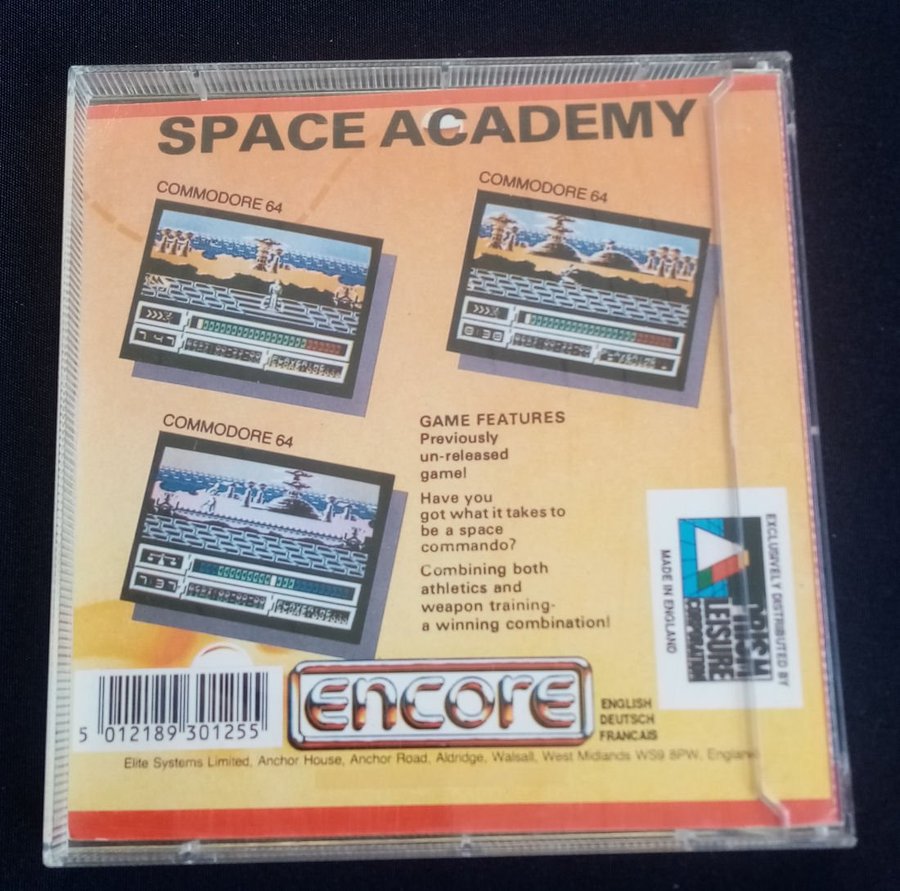 SPACE ACADEMY
COMMODORE 64
COMMODORE 64
COMMODORE 64
GAME FEATURES
Previously
un-released
game!
Have you
got what it takes to
be a space
commando?
Combining both
athletics and
weapon training-
a winning combination!
EXCLUSIVELY DISTRIBUTED BY
LEISURE
CORPORATION
MADE IN ENGLAND
5 012189 301255
encore
ENGLISH
DEUTSCH
FRANCAIS
Elite Systems Limited, Anchor House, Anchor Road, Aldridge, Walsall, West Midlands WS9 8PW, England